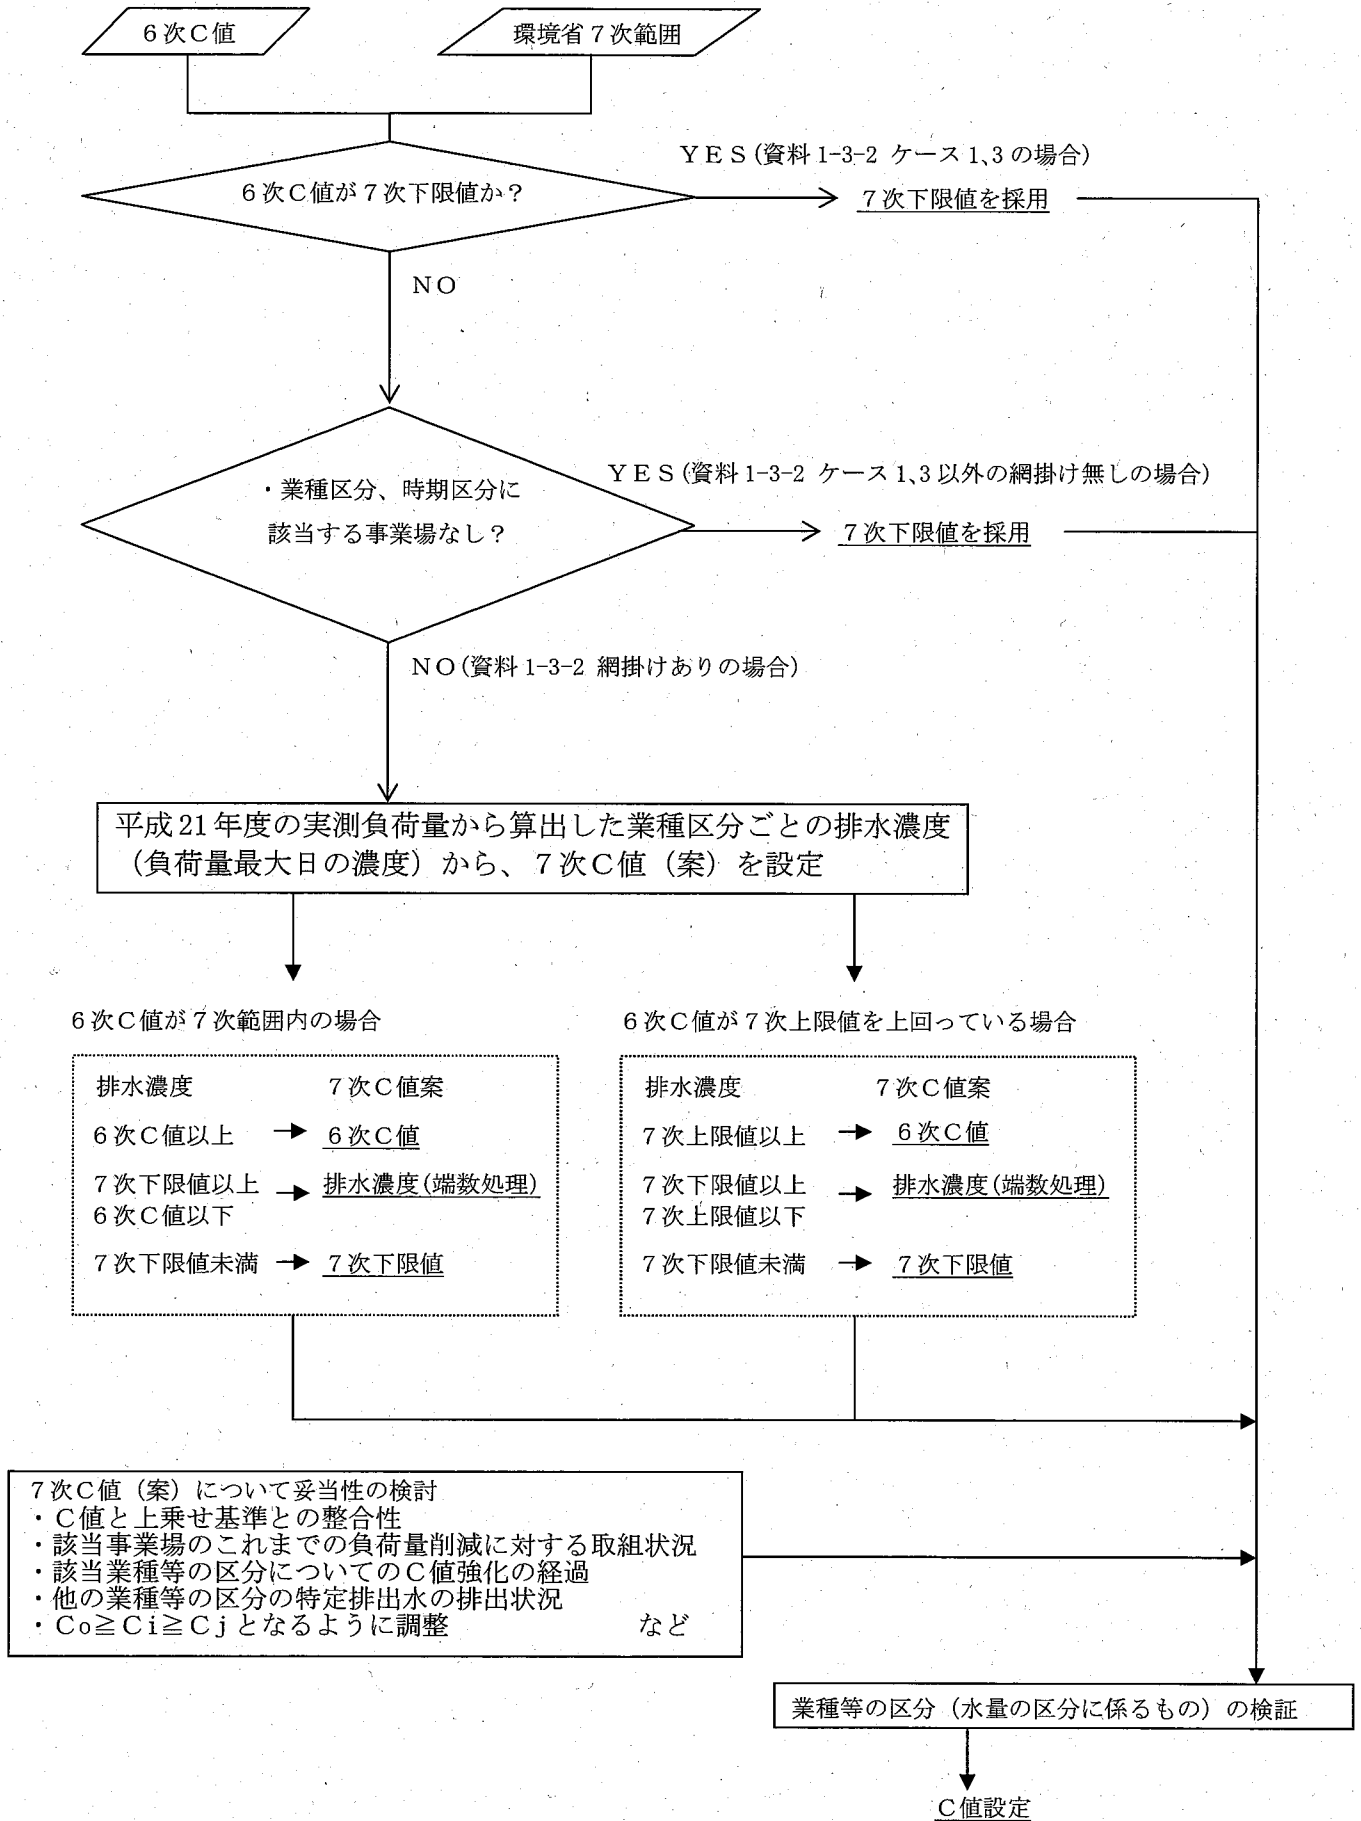 ６次Ｃ値
環境省７次範囲
ＹＥＳ(資料1-3-2 ケース1、3の場合)
６次Ｃ値が７次下限値か？
７次下限値を採用
ＮＯ
ＹＥＳ(資料1-3-2 ケース1、3以外の網掛け無しの場合)
・業種区分、時期区分に
該当する事業場なし？
７次下限値を採用
ＮＯ(資料1-3-2 網掛けありの場合)
平成21年度の実測負荷量から算出した業種区分ごとの排水濃度
（負荷量最大日の濃度）から、７次Ｃ値（案）を設定
６次Ｃ値が７次範囲内の場合
排水濃度 ７次Ｃ値案
６次Ｃ値以上 ６次Ｃ値
７次下限値以上 排水濃度(端数処理)
６次Ｃ値以下
７次下限値未満 ７次下限値
６次Ｃ値が７次上限値を上回っている場合
排水濃度 ７次Ｃ値案
７次上限値以上 ６次Ｃ値
７次下限値以上 排水濃度(端数処理)
７次上限値以下
７次下限値未満 ７次下限値
７次Ｃ値（案）について妥当性の検討
・Ｃ値と上乗せ基準との整合性
・該当事業場のこれまでの負荷量削減に対する取組状況
・該当業種等の区分についてのＣ値強化の経過
・他の業種等の区分の特定排出水の排出状況
・Ｃo≧Ｃi≧Ｃjとなるように調整 など
業種等の区分（水量の区分に係るもの）の検証
Ｃ値設定